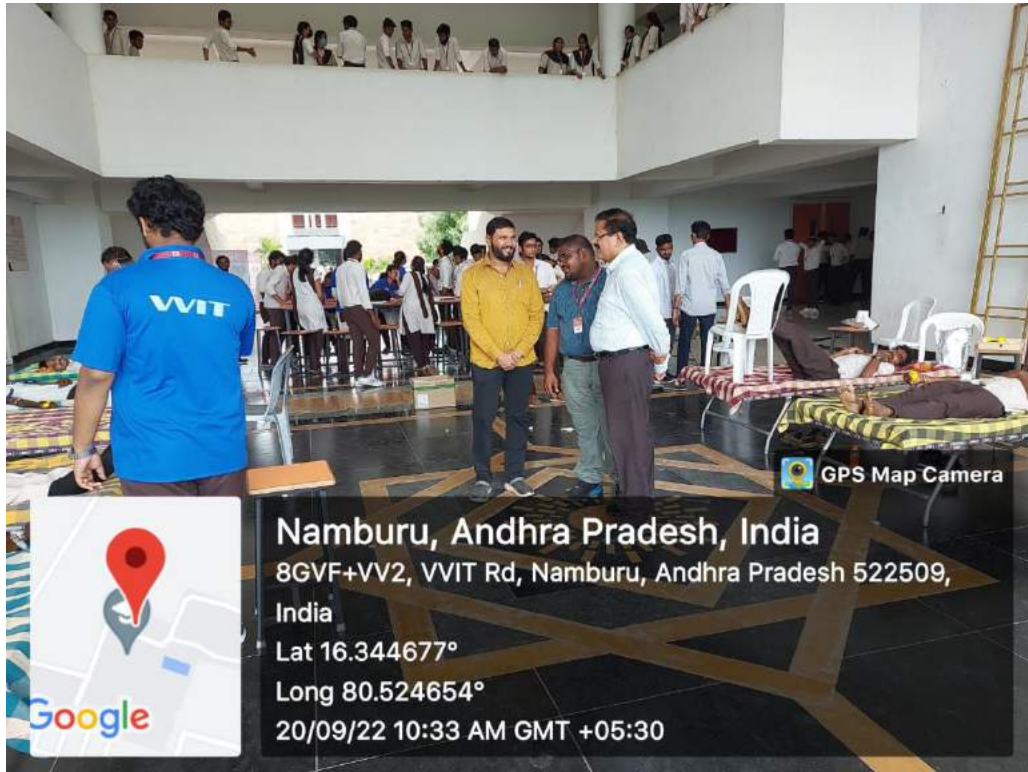 VVIT
GPS Map Camera
Namburu, Andhra Pradesh, India
8GVF+VV2, VVIT Rd, Namburu, Andhra Pradesh 522509,
India
Lat 16.344677°
Long 80.524654°
20/09/22 10:33 AM GMT +05:30
Google